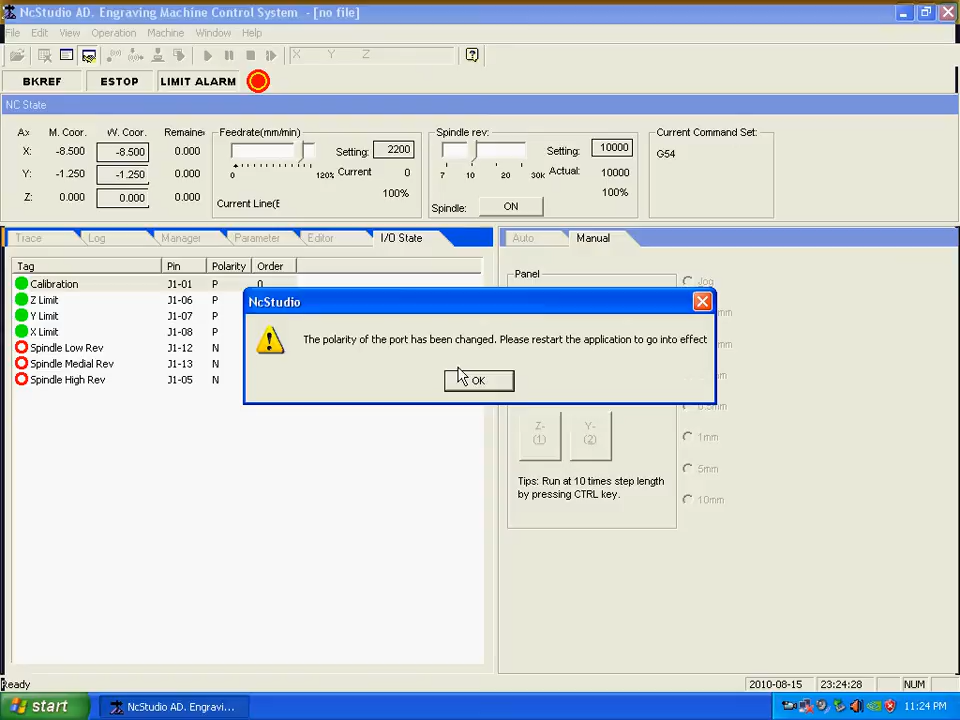 NcStudio AD. Engraving Machine Control System - [no file]
File Edit View Operation Machine Window Help
X Y Z
BKREF ESTOP LIMIT ALARM
NC State
Ax M. Coor. W. Coor. Remaine
X: -8.500 -8.500 0.000
Y: -1.250 -1.250 0.000
Z: 0.000 0.000 0.000
Feedrate(mm/min)
Setting: 2200
0 120% Current 0
100%
Current Line(E
Spindle rev:
Setting: 10000
7 10 20 30k Actual: 10000
100%
Spindle: ON
Current Command Set:
G54
Trace Log Manager Parameter Editor I/O State
Auto Manual
Tag Pin Polarity Order
Calibration J1-01 P 0
Z Limit J1-06 P
Y Limit J1-07 P
X Limit J1-08 P
Spindle Low Rev J1-12 N
Spindle Medial Rev J1-13 N
Spindle High Rev J1-05 N
Panel
Jog
NcStudio
The polarity of the port has been changed. Please restart the application to go into effect
OK
Z- (1)
Y- (2)
Tips: Run at 10 times step length
by pressing CTRL key.
1mm
5mm
10mm
Ready
2010-08-15 23:24:28 NUM
start NcStudio AD. Engravi... 11:24 PM